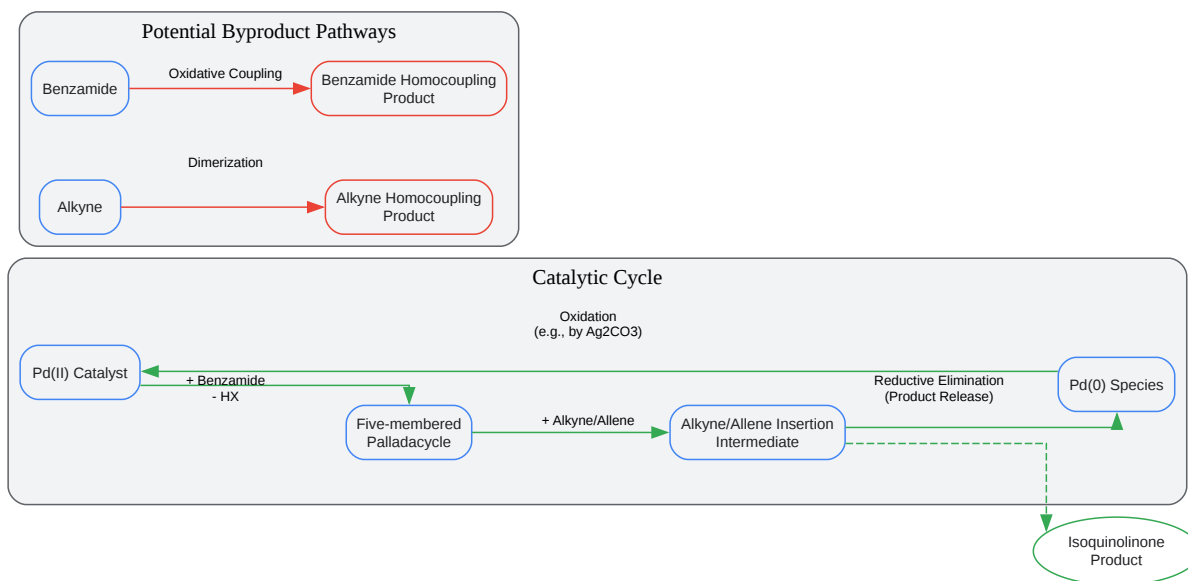 Potential Byproduct Pathways
Benzamide
Oxidative Coupling
Benzamide Homocoupling
Product
Dimerization
Alkyne
Alkyne Homocoupling
Product
Catalytic Cycle
Oxidation
(e.g., by Ag2CO3)
Pd(II) Catalyst
+ Benzamide
- HX
Five-membered
Palladacycle
+ Alkyne/Allene
Alkyne/Allene Insertion
Intermediate
Reductive Elimination
(Product Release)
Pd(0) Species
Isoquinolinone
Product